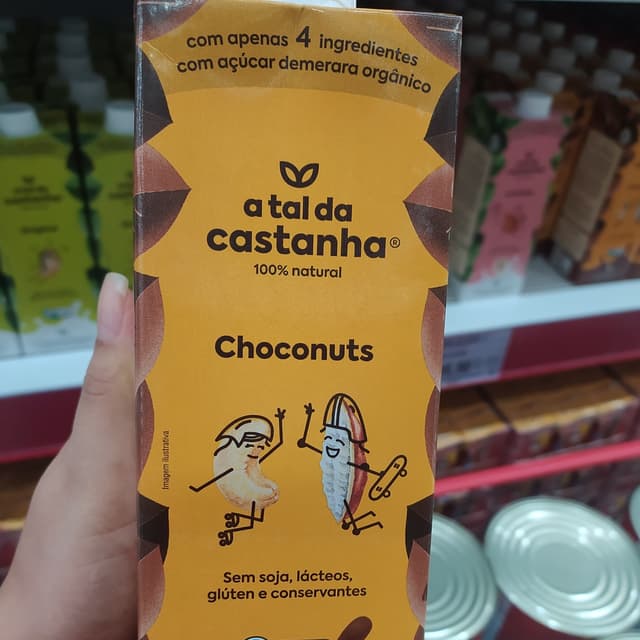 com apenas 4 ingredientes
com açúcar demerara orgânico
a tal da
castanha®
100% natural
Choconuts
Imagem ilustrativa
Sem soja, lácteos,
glúten e conservantes